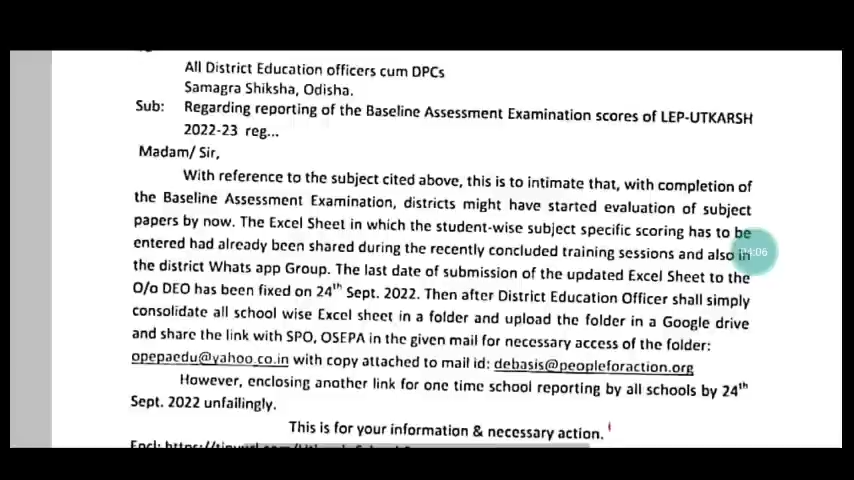 All District Education officers cum DPCs
Samagra Shiksha, Odisha.
Sub: Regarding reporting of the Baseline Assessment Examination scores of LEP-UTKARSH
2022-23 reg...
Madam/ Sir,
With reference to the subject cited above, this is to intimate that, with completion of
the Baseline Assessment Examination, districts might have started evaluation of subject
papers by now. The Excel Sheet in which the student-wise subject specific scoring has to be
entered had already been shared during the recently concluded training sessions and also in
04:06
the district Whats app Group. The last date of submission of the updated Excel Sheet to the
O/o DEO has been fixed on 24th Sept. 2022. Then after District Education Officer shall simply
consolidate all school wise Excel sheet in a folder and upload the folder in a Google drive
and share the link with SPO, OSEPA in the given mail for necessary access of the folder:
opepaedu@yahoo.co.in with copy attached to mail id: debasis@peopleforaction.org
However, enclosing another link for one time school reporting by all schools by 24th
Sept. 2022 unfailingly.
This is for your information & necessary action.